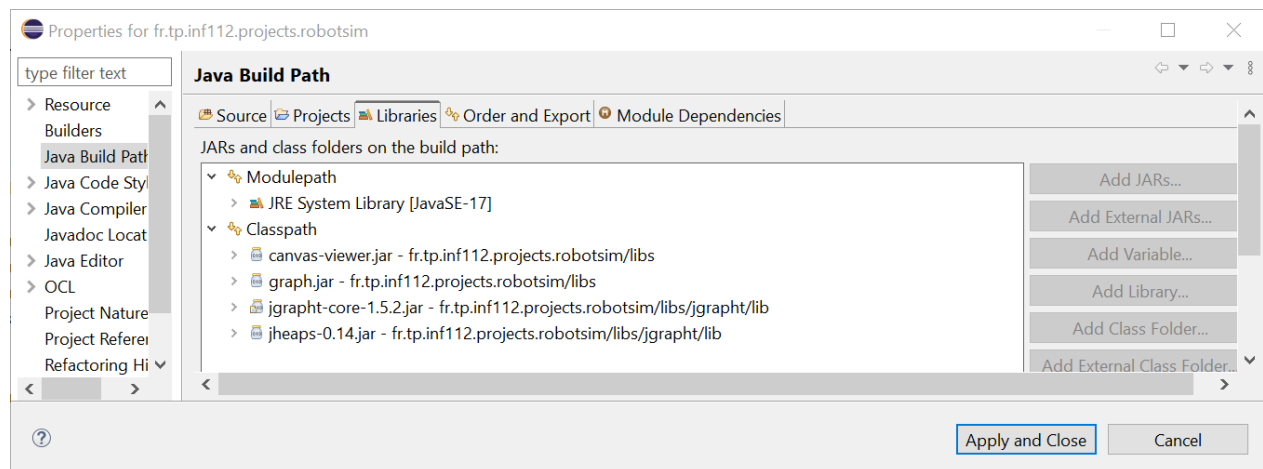 Properties for fr.tp.inf112.projects.robotsim
type filter text
Resource
Builders
Java Build Path
Java Code Styl
Java Compiler
Javadoc Locat
Java Editor
OCL
Project Nature
Project Referer
Refactoring Hi
Java Build Path
Source Projects Libraries Order and Export Module Dependencies
JARs and class folders on the build path:
Modulepath
JRE System Library [JavaSE-17]
Classpath
canvas-viewer.jar - fr.tp.inf112.projects.robotsim/libs
graph.jar - fr.tp.inf112.projects.robotsim/libs
jgrapht-core-1.5.2.jar - fr.tp.inf112.projects.robotsim/libs/jgrapht/lib
jheaps-0.14.jar - fr.tp.inf112.projects.robotsim/libs/jgrapht/lib
Add JARs...
Add External JARs...
Add Variable...
Add Library...
Add Class Folder...
Add External Class Folder...
Apply and Close
Cancel